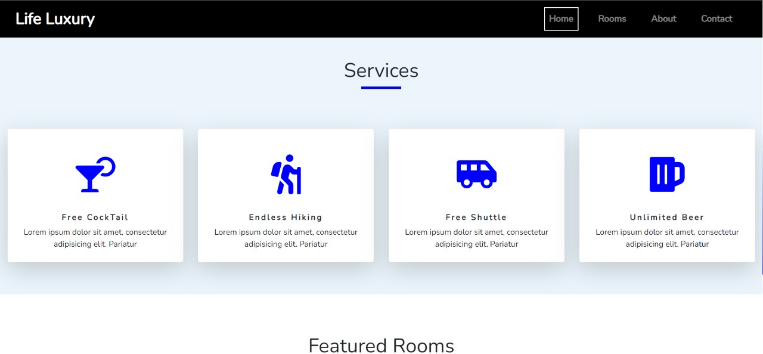 Life Luxury
Home Rooms About Contact
Services
Free CockTail
Lorem ipsum dolor sit amet, consectetur
adipisicing elit. Pariatur
Endless Hiking
Lorem ipsum dolor sit amet, consectetur
adipisicing elit. Pariatur
Free Shuttle
Lorem ipsum dolor sit amet, consectetur
adipisicing elit. Pariatur
Unlimited Beer
Lorem ipsum dolor sit amet, consectetur
adipisicing elit. Pariatur
Featured Rooms